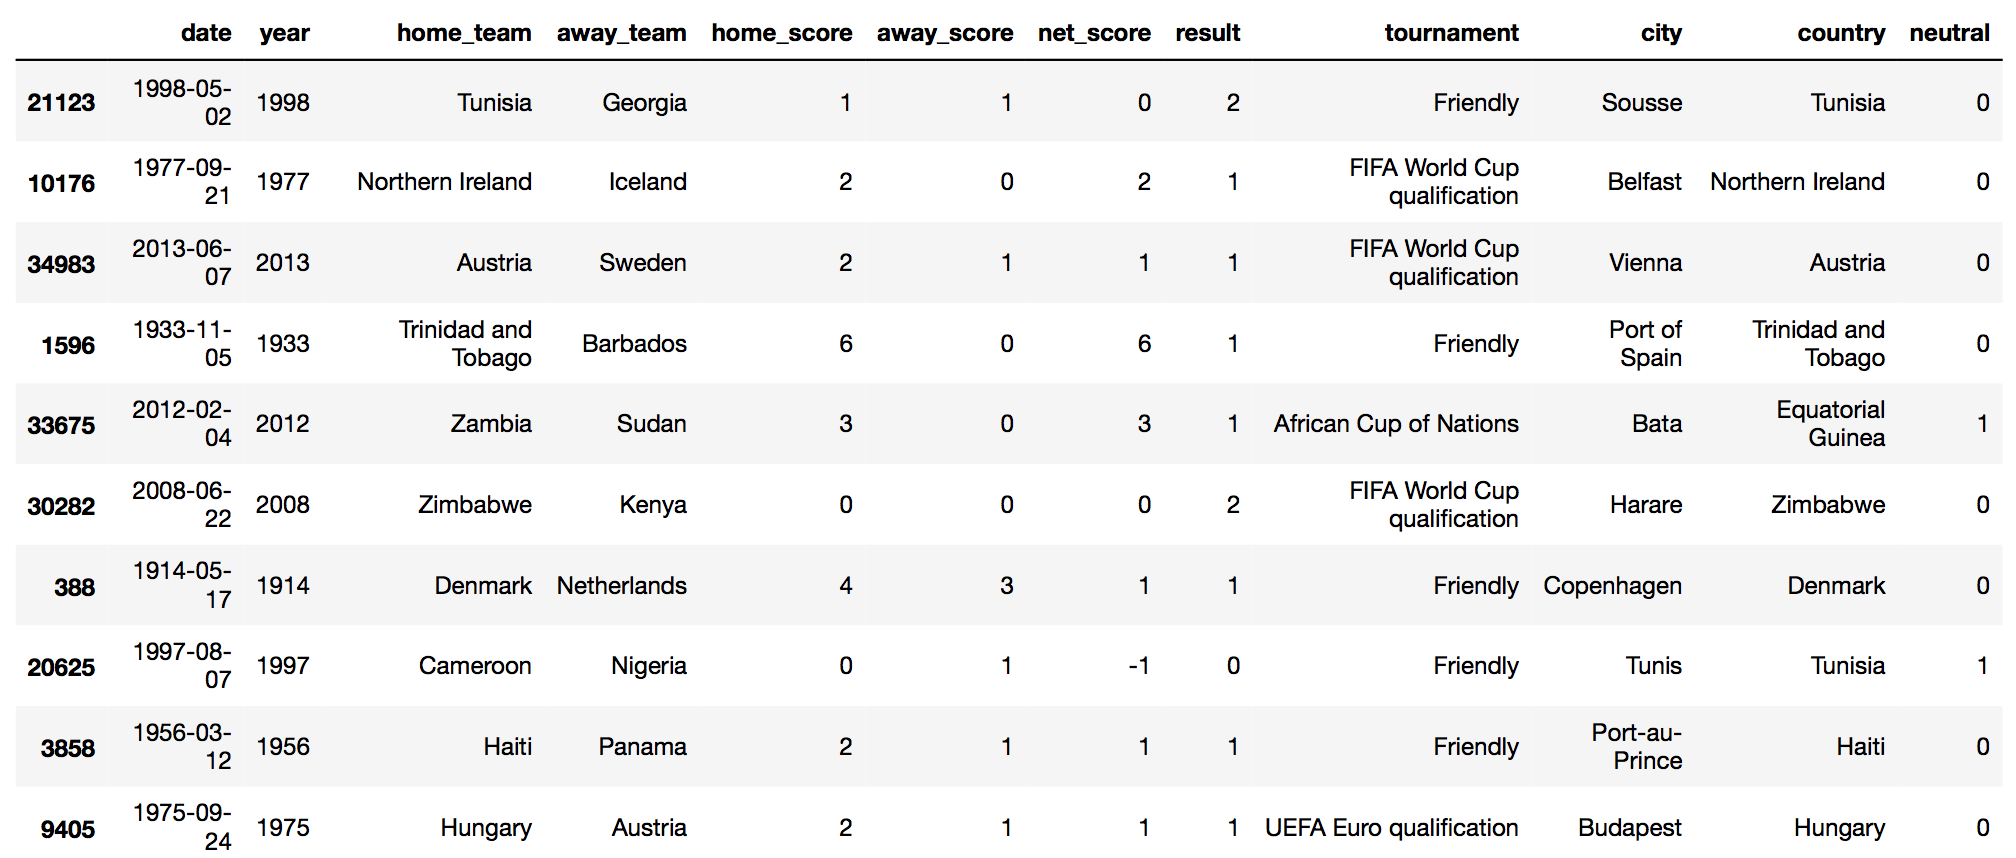 date year home_team away_team home_score away_score net_score result tournament city country neutral
21123 1998-05-02 1998 Tunisia Georgia 1 1 0 2 Friendly Sousse Tunisia 0
10176 1977-09-21 1977 Northern Ireland Iceland 2 0 2 1 FIFA World Cup qualification Belfast Northern Ireland 0
34983 2013-06-07 2013 Austria Sweden 2 1 1 1 FIFA World Cup qualification Vienna Austria 0
1596 1933-11-05 1933 Trinidad and Tobago Barbados 6 0 6 1 Friendly Port of Spain Trinidad and Tobago 0
33675 2012-02-04 2012 Zambia Sudan 3 0 3 1 African Cup of Nations Bata Equatorial Guinea 1
30282 2008-06-22 2008 Zimbabwe Kenya 0 0 0 2 FIFA World Cup qualification Harare Zimbabwe 0
388 1914-05-17 1914 Denmark Netherlands 4 3 1 1 Friendly Copenhagen Denmark 0
20625 1997-08-07 1997 Cameroon Nigeria 0 1 -1 0 Friendly Tunis Tunisia 1
3858 1956-03-12 1956 Haiti Panama 2 1 1 1 Friendly Port-au-Prince Haiti 0
9405 1975-09-24 1975 Hungary Austria 2 1 1 1 UEFA Euro qualification Budapest Hungary 0